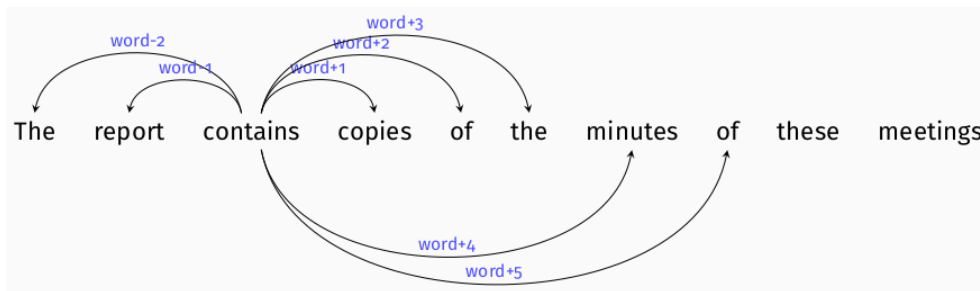 word+3
word-2 word+2
word-1 word+1
The report contains copies of the minutes of these meetings
word+4
word+5